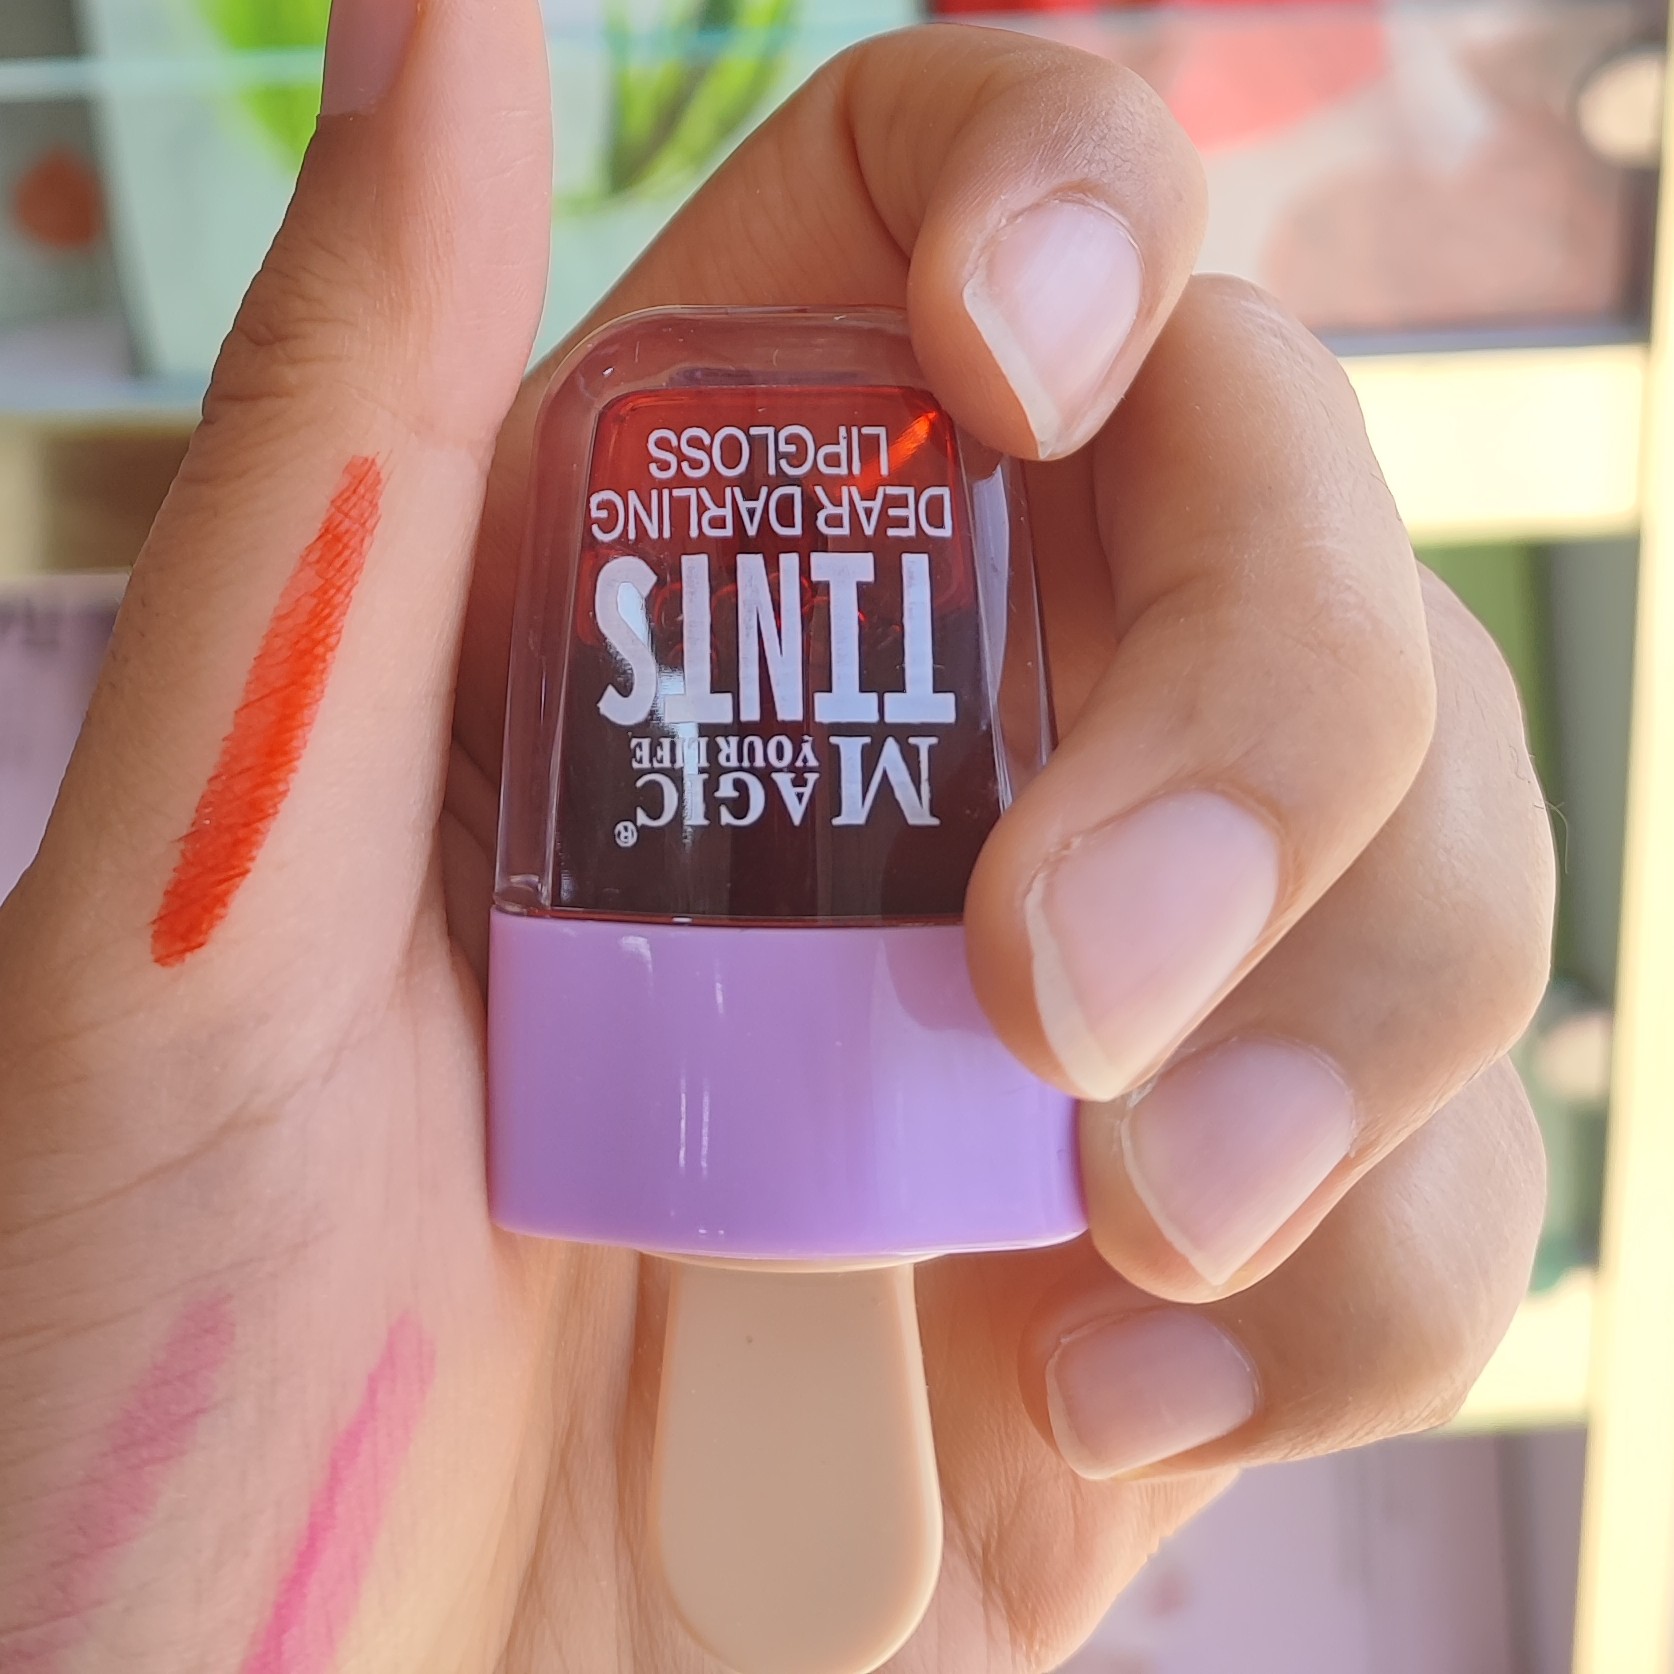 MAGIC®
YOUR LIFE
TINTS
DEAR DARLING
LIPGLOSS